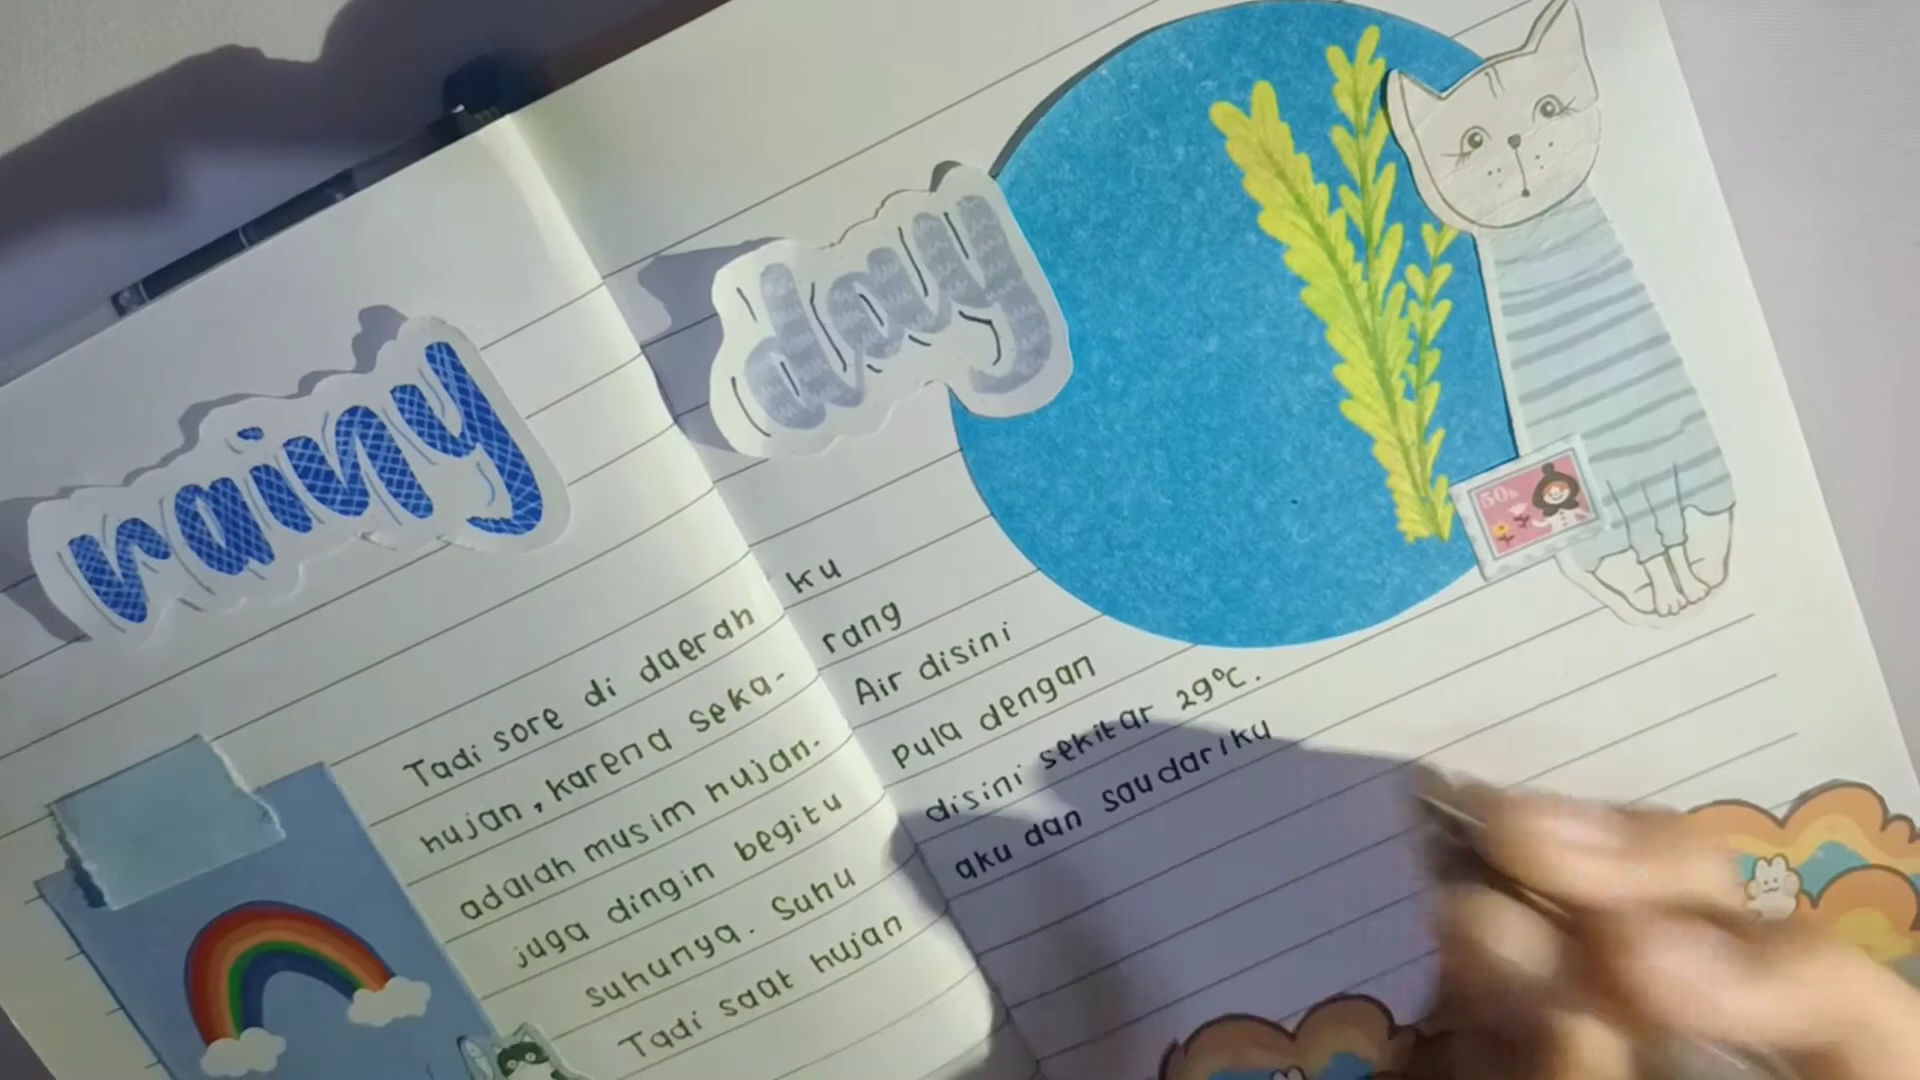 rainy day
Tadi sore di daerah ku
hujan, karena seka- rang
adalah musim hujan. Air disini
juga dingin begitu pula dengan
suhunya. Suhu disini sekitar 29°C.
Tadi saat hujan aku dan saudariku